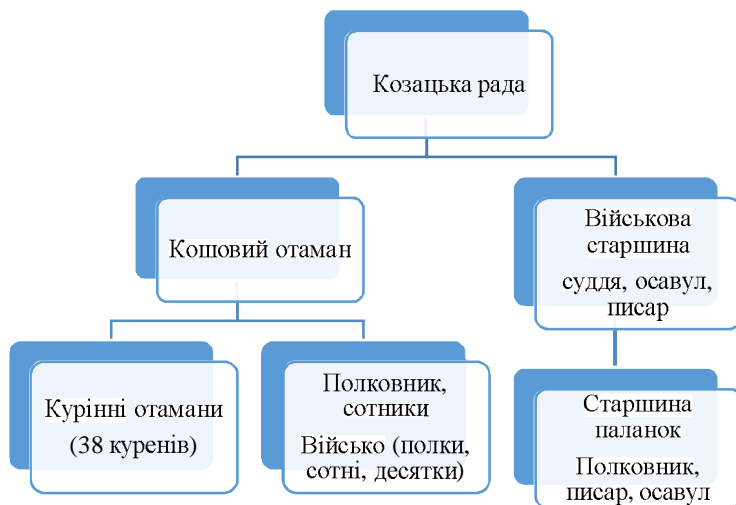 Козацька рада
Кошовий отаман
Військова
старшина
суддя, осавул,
писар
Курінні отамани
(38 куренів)
Полковник,
сотники
Військо (полки,
сотні, десятки)
Старшина
паланок
Полковник,
писар, осавул